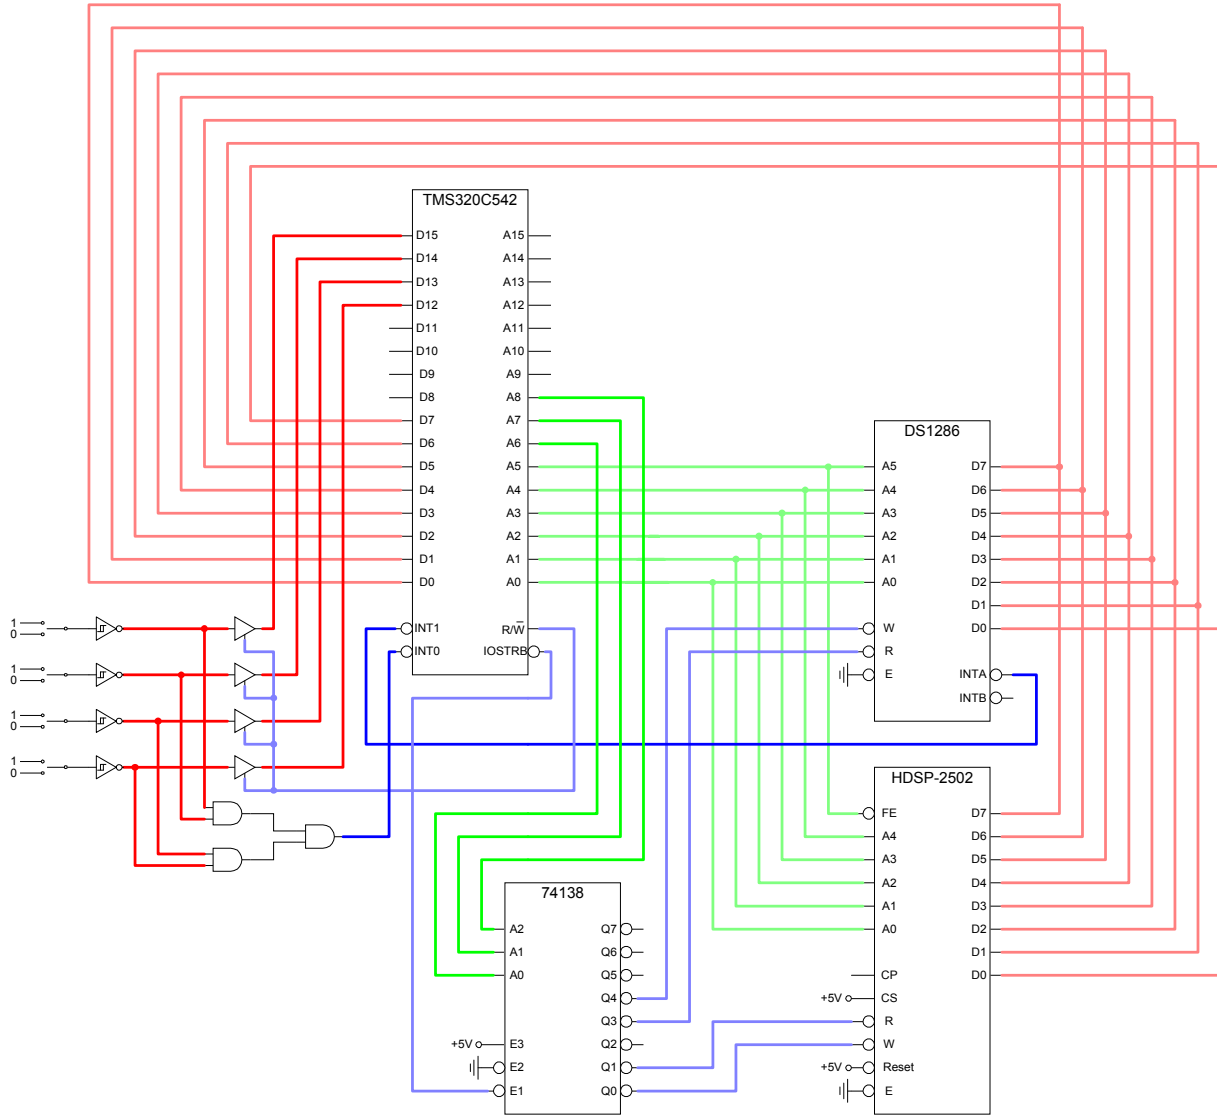 TMS320C542
D15 A15
D14 A14
D13 A13
D12 A12
D11 A11
D10 A10
D9 A9
D8 A8
D7 A7
D6 A6
D5 A5
D4 A4
D3 A3
D2 A2
D1 A1
D0 A0
INT1 R/W̅
INT0 IOSTRB
DS1286
A5 D7
A4 D6
A3 D5
A2 D4
A1 D3
A0 D2
D1
W D0
R
E INTA
INTB
1
0
1
0
1
0
1
0
HDSP-2502
FE D7
A4 D6
A3 D5
A2 D4
A1 D3
A0 D2
D1
CP D0
+5V CS
R
W
+5V Reset
E
74138
A2 Q7
A1 Q6
A0 Q5
Q4
Q3
+5V E3 Q2
E2 Q1
E1 Q0